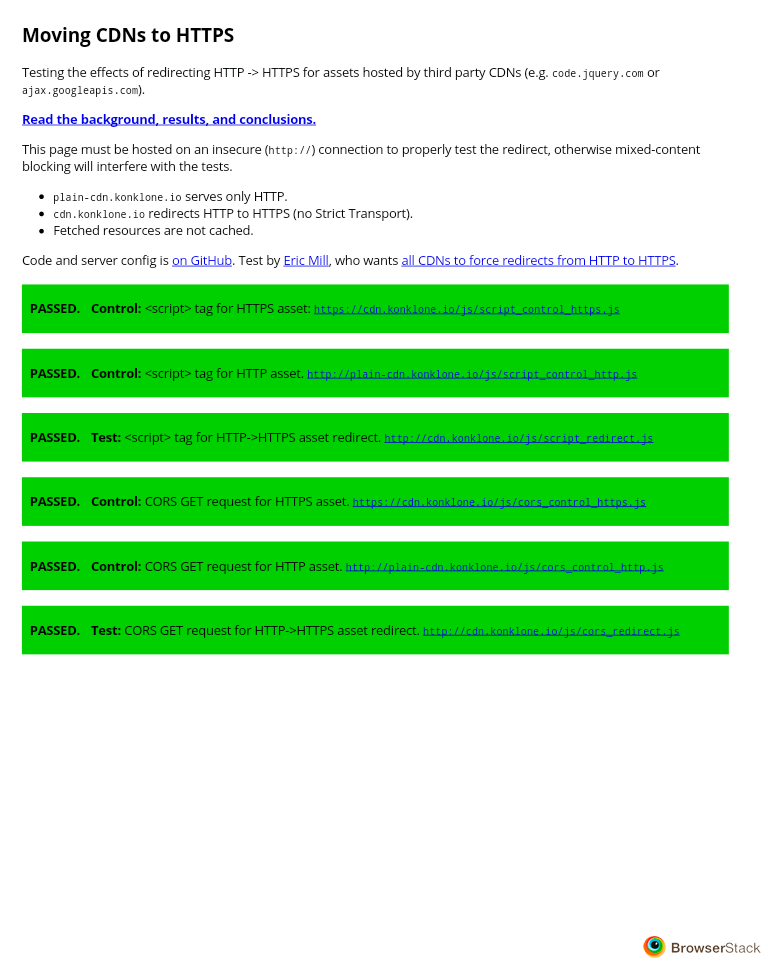 Moving CDNs to HTTPS
Testing the effects of redirecting HTTP -> HTTPS for assets hosted by third party CDNs (e.g. code.jquery.com or
ajax.googleapis.com).
Read the background, results, and conclusions.
This page must be hosted on an insecure (http://) connection to properly test the redirect, otherwise mixed-content
blocking will interfere with the tests.
• plain-cdn.konklone.io serves only HTTP.
• cdn.konklone.io redirects HTTP to HTTPS (no Strict Transport).
• Fetched resources are not cached.
Code and server config is on GitHub. Test by Eric Mill, who wants all CDNs to force redirects from HTTP to HTTPS.
PASSED. Control: <script> tag for HTTPS asset: https://cdn.konklone.io/js/script_control_https.js
PASSED. Control: <script> tag for HTTP asset. http://plain-cdn.konklone.io/js/script_control_http.js
PASSED. Test: <script> tag for HTTP->HTTPS asset redirect. http://cdn.konklone.io/js/script_redirect.js
PASSED. Control: CORS GET request for HTTPS asset. https://cdn.konklone.io/js/cors_control_https.js
PASSED. Control: CORS GET request for HTTP asset. http://plain-cdn.konklone.io/js/cors_control_http.js
PASSED. Test: CORS GET request for HTTP->HTTPS asset redirect. http://cdn.konklone.io/js/cors_redirect.js
BrowserStack